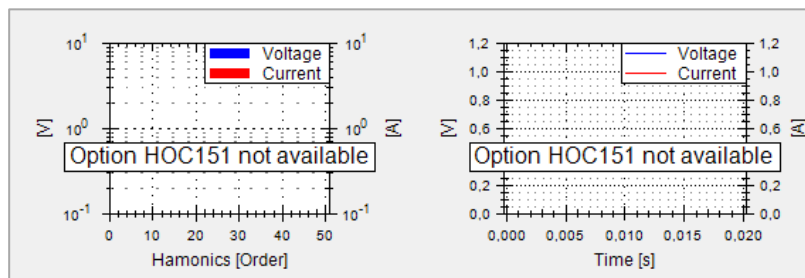 10¹
10⁰
10⁻¹
[V]
10¹
10⁰
10⁻¹
[A]
Voltage
Current
Option HOC151 not available
0 10 20 30 40 50
Hamonics [Order]
1,2
1,0
0,8
0,6
0,2
0,0
[V]
1,2
1,0
0,8
0,6
0,2
0,0
[A]
Voltage
Current
Option HOC151 not available
0,000 0,005 0,010 0,015 0,020
Time [s]